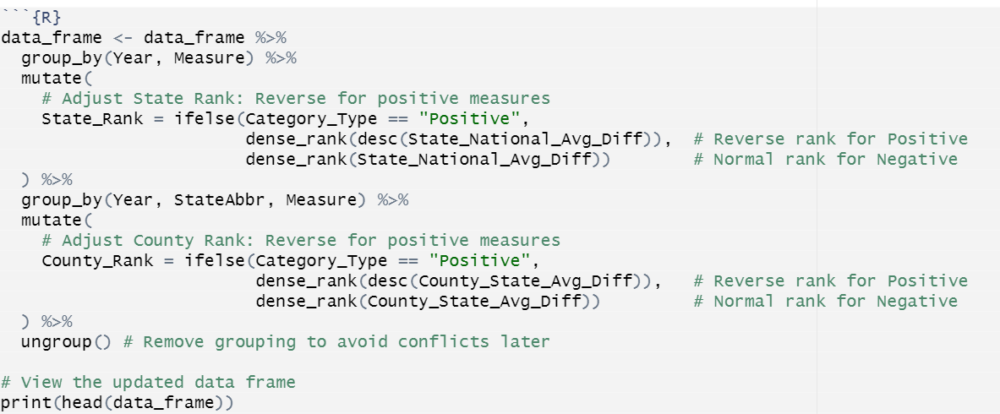 ```{R}
data_frame <- data_frame %>%
  group_by(Year, Measure) %>%
  mutate(
    # Adjust State Rank: Reverse for positive measures
    State_Rank = ifelse(Category_Type == "Positive",
                        dense_rank(desc(State_National_Avg_Diff)),  # Reverse rank for Positive
                        dense_rank(State_National_Avg_Diff))        # Normal rank for Negative
  ) %>%
  group_by(Year, StateAbbr, Measure) %>%
  mutate(
    # Adjust County Rank: Reverse for positive measures
    County_Rank = ifelse(Category_Type == "Positive",
                         dense_rank(desc(County_State_Avg_Diff)),   # Reverse rank for Positive
                         dense_rank(County_State_Avg_Diff))         # Normal rank for Negative
  ) %>%
  ungroup() # Remove grouping to avoid conflicts later

# View the updated data frame
print(head(data_frame))